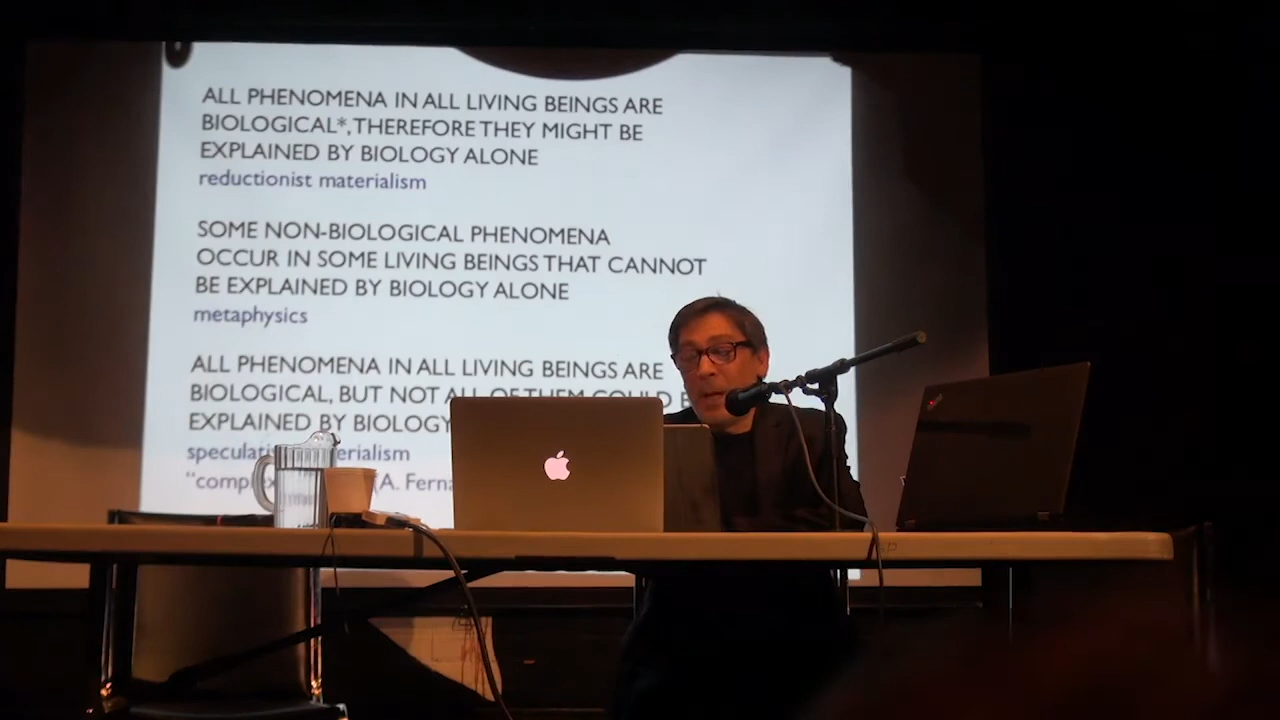 ALL PHENOMENA IN ALL LIVING BEINGS ARE
BIOLOGICAL*, THEREFORE THEY MIGHT BE
EXPLAINED BY BIOLOGY ALONE
reductionist materialism
SOME NON-BIOLOGICAL PHENOMENA
OCCUR IN SOME LIVING BEINGS THAT CANNOT
BE EXPLAINED BY BIOLOGY ALONE
metaphysics
ALL PHENOMENA IN ALL LIVING BEINGS ARE
BIOLOGICAL, BUT NOT ALL OF THEM COULD
EXPLAINED BY BIOLOGY
(A.